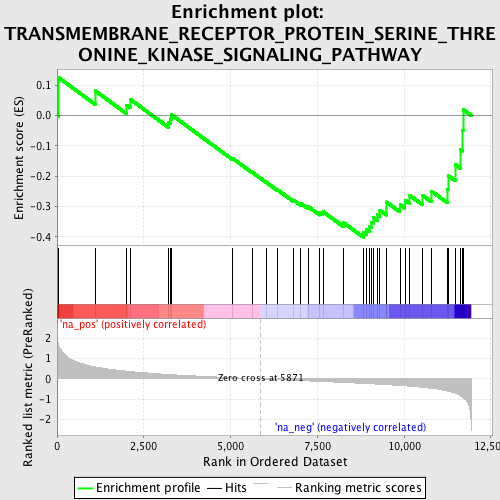 Enrichment plot:
TRANSMEMBRANE_RECEPTOR_PROTEIN_SERINE_THRE
ONINE_KINASE_SIGNALING_PATHWAY
Enrichment score (ES)
0.1
0.0
-0.1
-0.2
-0.3
-0.4
'na_pos' (positively correlated)
Ranked list metric (PreRanked)
2
1
0
-1
-2
Zero cross at 5871
'na_neg' (negatively correlated)
0
2,500
5,000
7,500
10,000
12,500
Rank in Ordered Dataset
Enrichment profile
Hits
Ranking metric scores